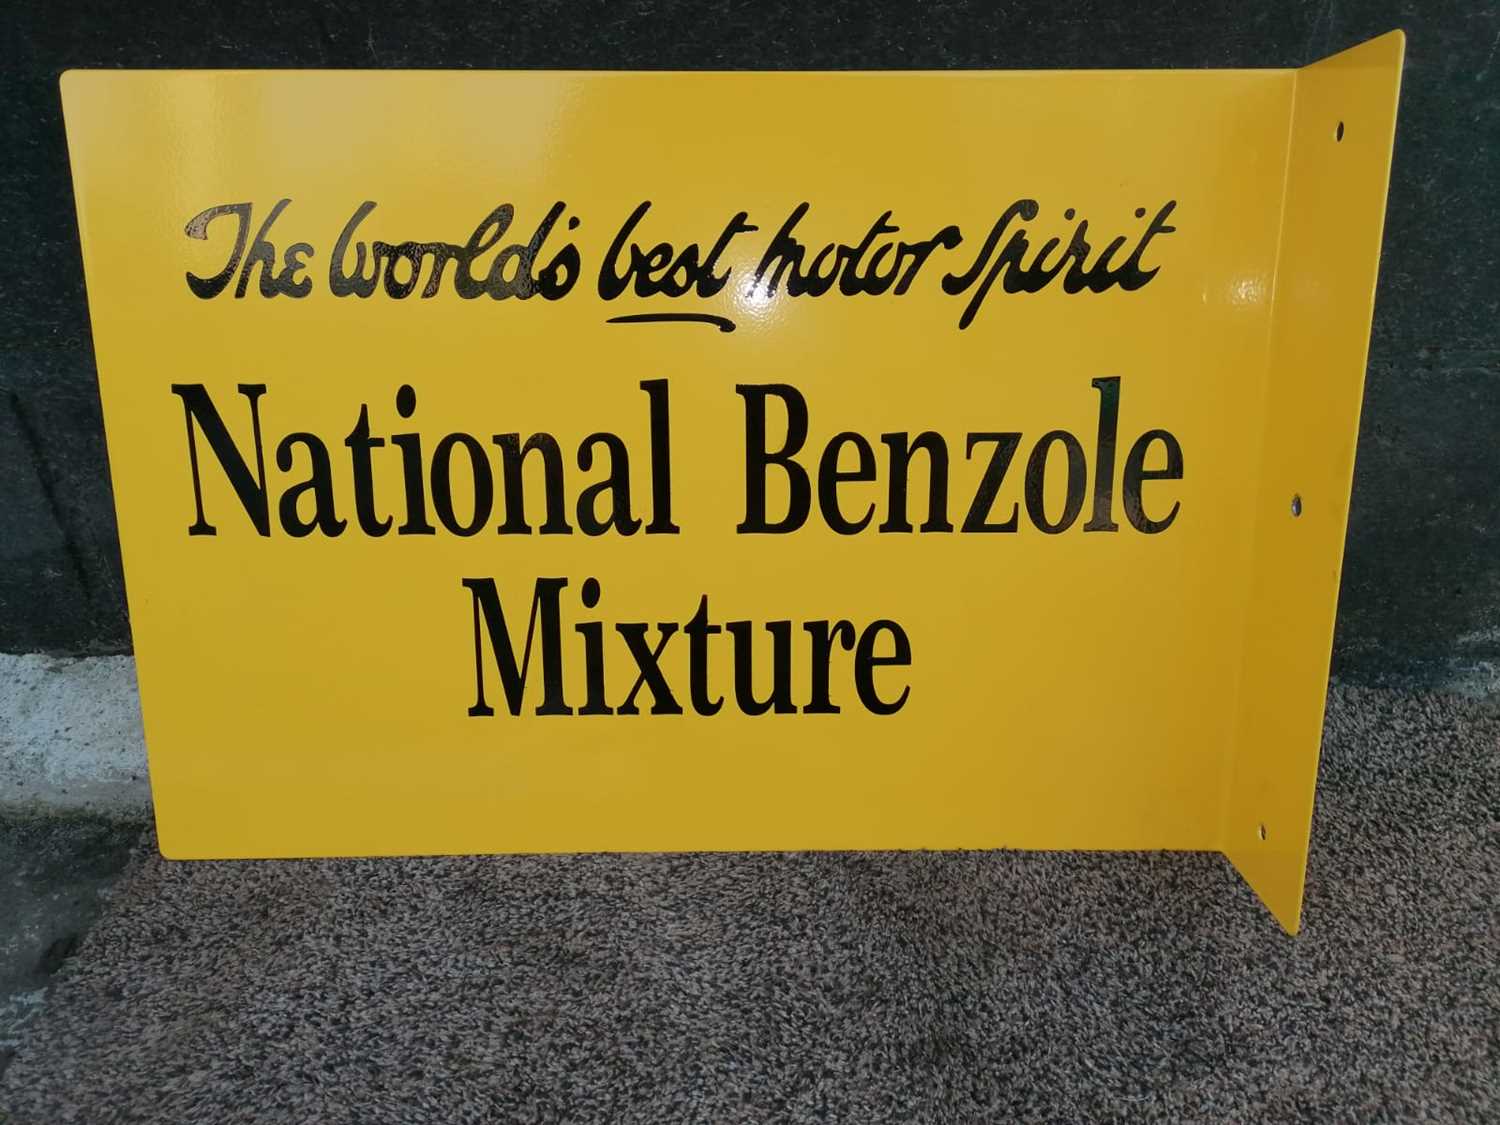 The world's best motor Spirit
National Benzole
Mixture